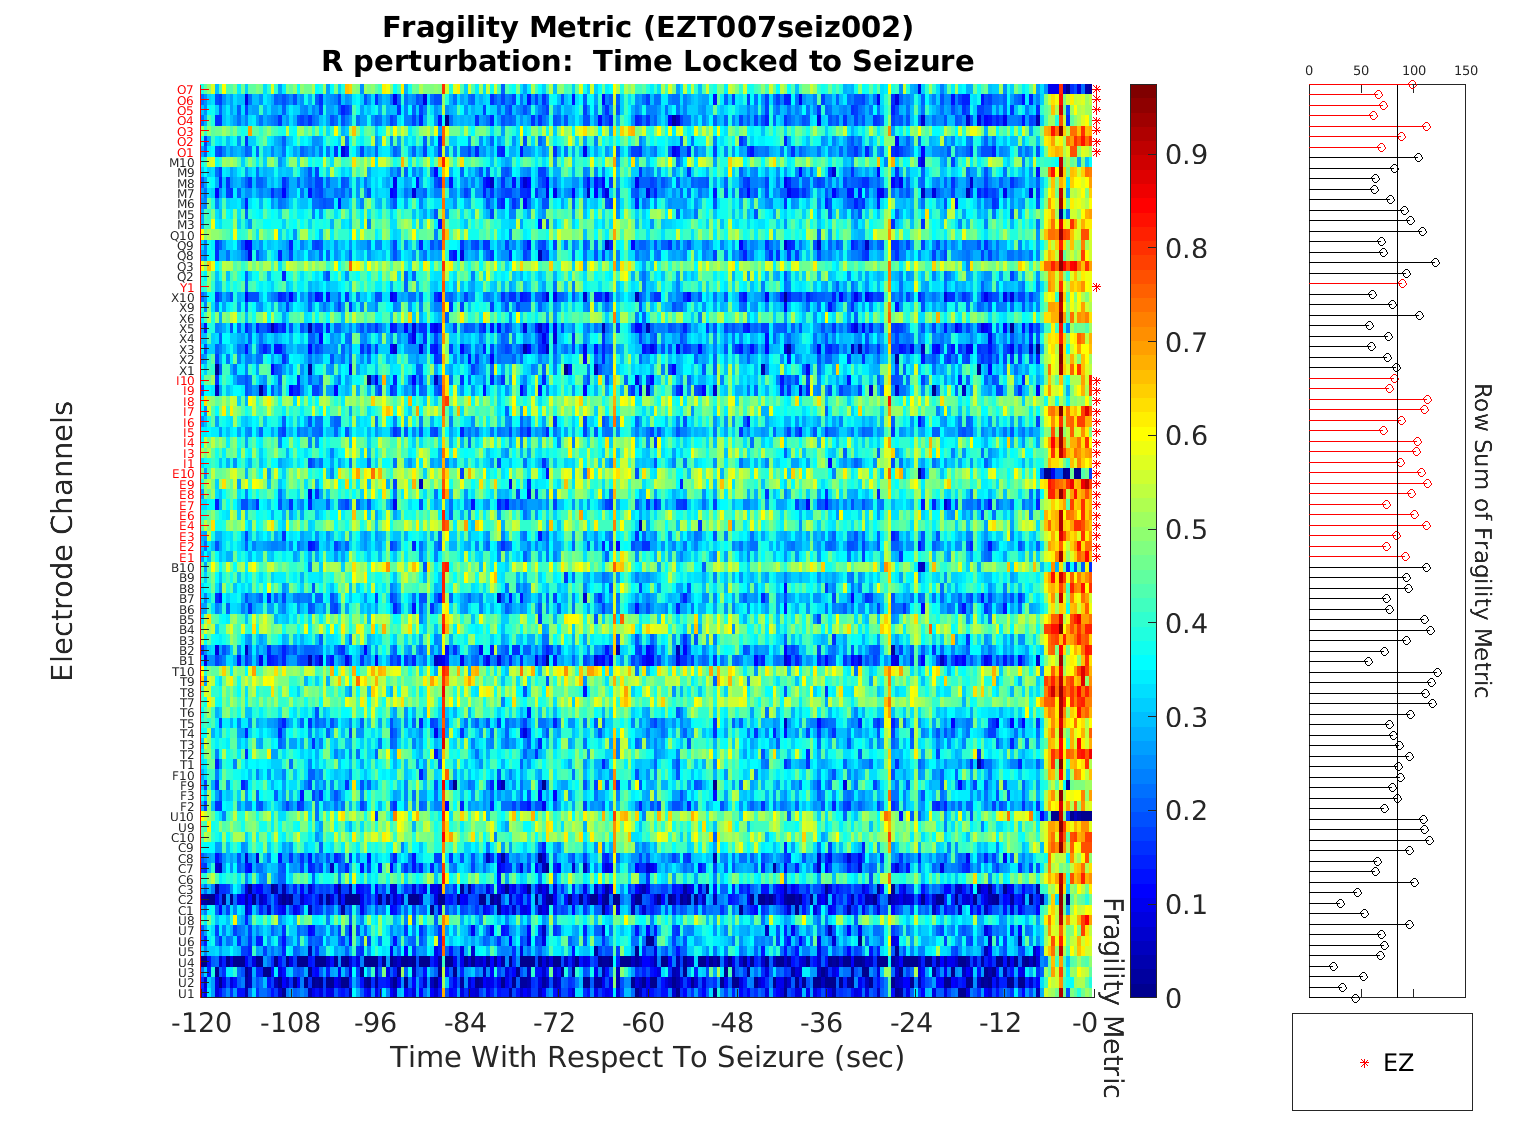 Fragility Metric (EZT007seiz002)
R perturbation:  Time Locked to Seizure
Electrode Channels
O7
O6
O5
O4
O3
O2
O1
M10
M9
M8
M7
M6
M5
M3
Q10
Q9
Q8
Q3
Q2
Y1
X10
X9
X6
X5
X4
X3
X2
X1
I10
I9
I8
I7
I6
I5
I4
I3
I1
E10
E9
E8
E7
E6
E4
E3
E2
E1
B10
B9
B8
B7
B6
B5
B4
B3
B2
B1
T10
T9
T8
T7
T6
T5
T4
T3
T2
T1
F10
F9
F3
F2
U10
U9
C10
C9
C8
C7
C6
C3
C2
C1
U8
U7
U6
U5
U4
U3
U2
U1
-120 -108 -96 -84 -72 -60 -48 -36 -24 -12 -0
Time With Respect To Seizure (sec)
0.9
0.8
0.7
0.6
0.5
0.4
0.3
0.2
0.1
0
Fragility Metric
0 50 100 150
Row Sum of Fragility Metric
EZ